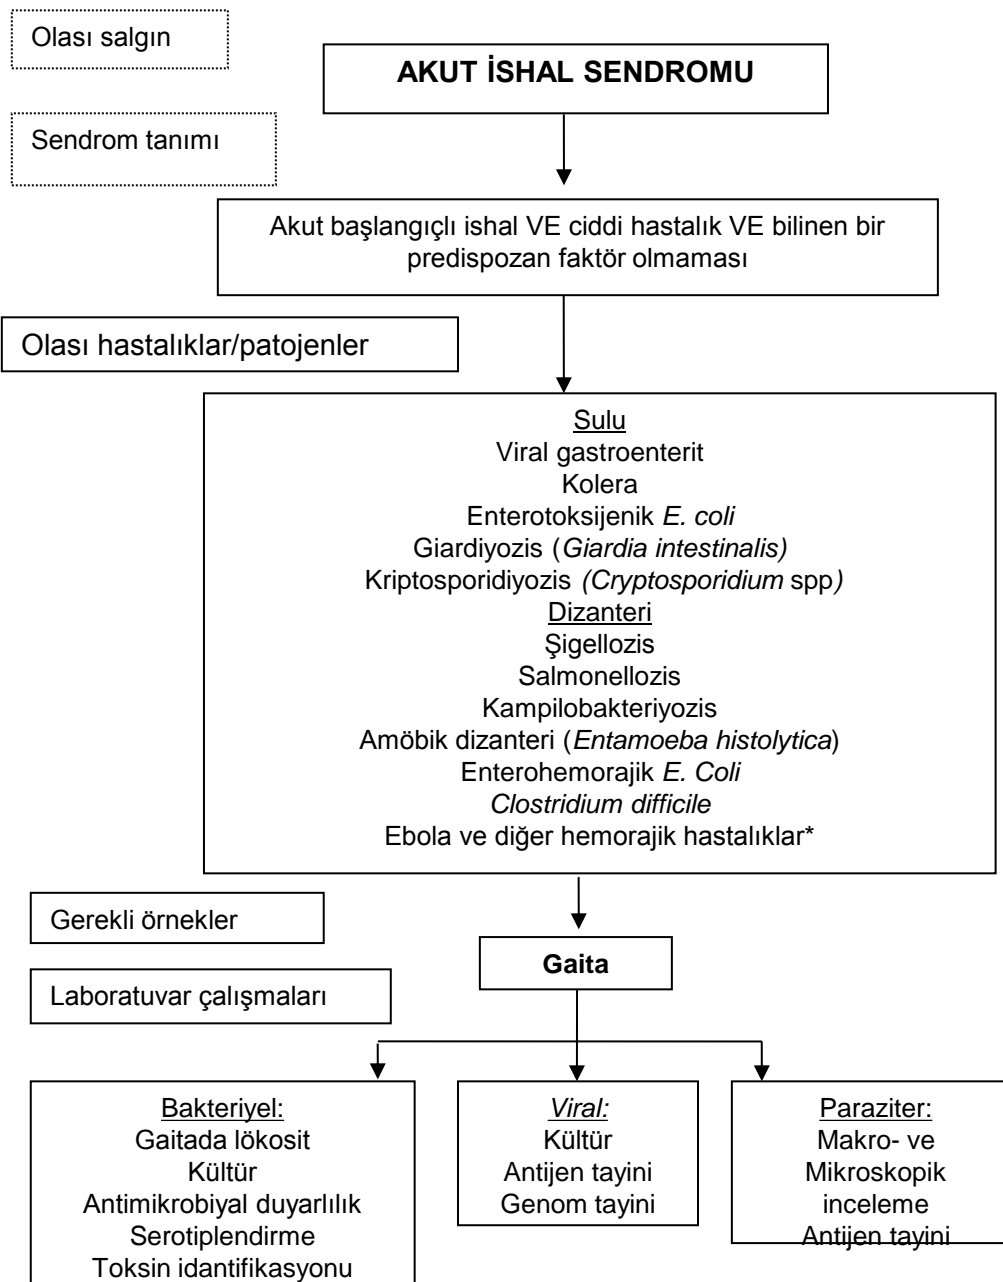 Olası salgın
AKUT İSHAL SENDROMU
Sendrom tanımı
Akut başlangıçlı ishal VE ciddi hastalık VE bilinen bir
predispozan faktör olmaması
Olası hastalıklar/patojenler
Sulu
Viral gastroenterit
Kolera
Enterotoksijenik E. coli
Giardiyozis (Giardia intestinalis)
Kriptosporidiyozis (Cryptosporidium spp)
Dizanteri
Şigellozis
Salmonellozis
Kampilobakteriyozis
Amöbik dizanteri (Entamoeba histolytica)
Enterohemorajik E. Coli
Clostridium difficile
Ebola ve diğer hemorajik hastalıklar*
Gerekli örnekler
Gaita
Laboratuvar çalışmaları
Bakteriyel:
Gaitada lökosit
Kültür
Antimikrobiyal duyarlılık
Serotiplendirme
Toksin idantifikasyonu
Viral:
Kültür
Antijen tayini
Genom tayini
Paraziter:
Makro- ve
Mikroskopik
inceleme
Antijen tayini